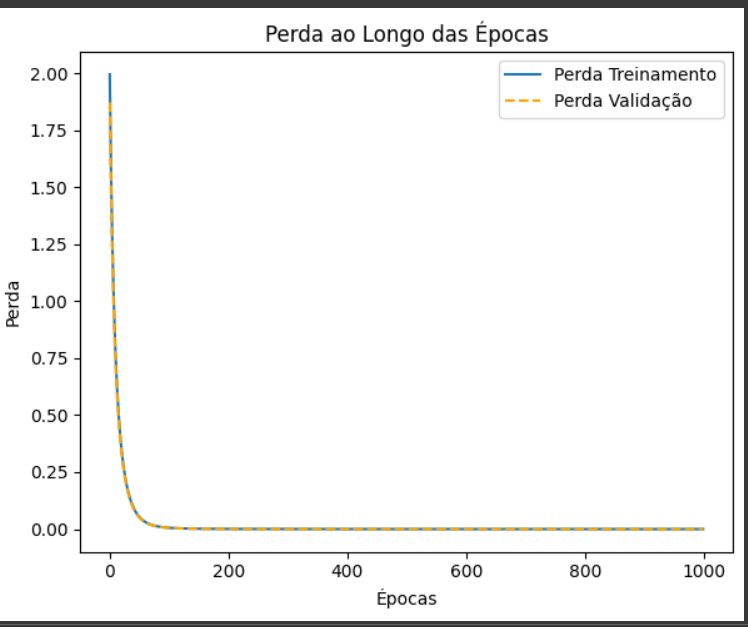 Perda ao Longo das Épocas
Perda Treinamento
Perda Validação
2.00
1.75
1.50
1.25
1.00
0.75
0.50
0.25
0.00
Perda
0 200 400 600 800 1000
Épocas